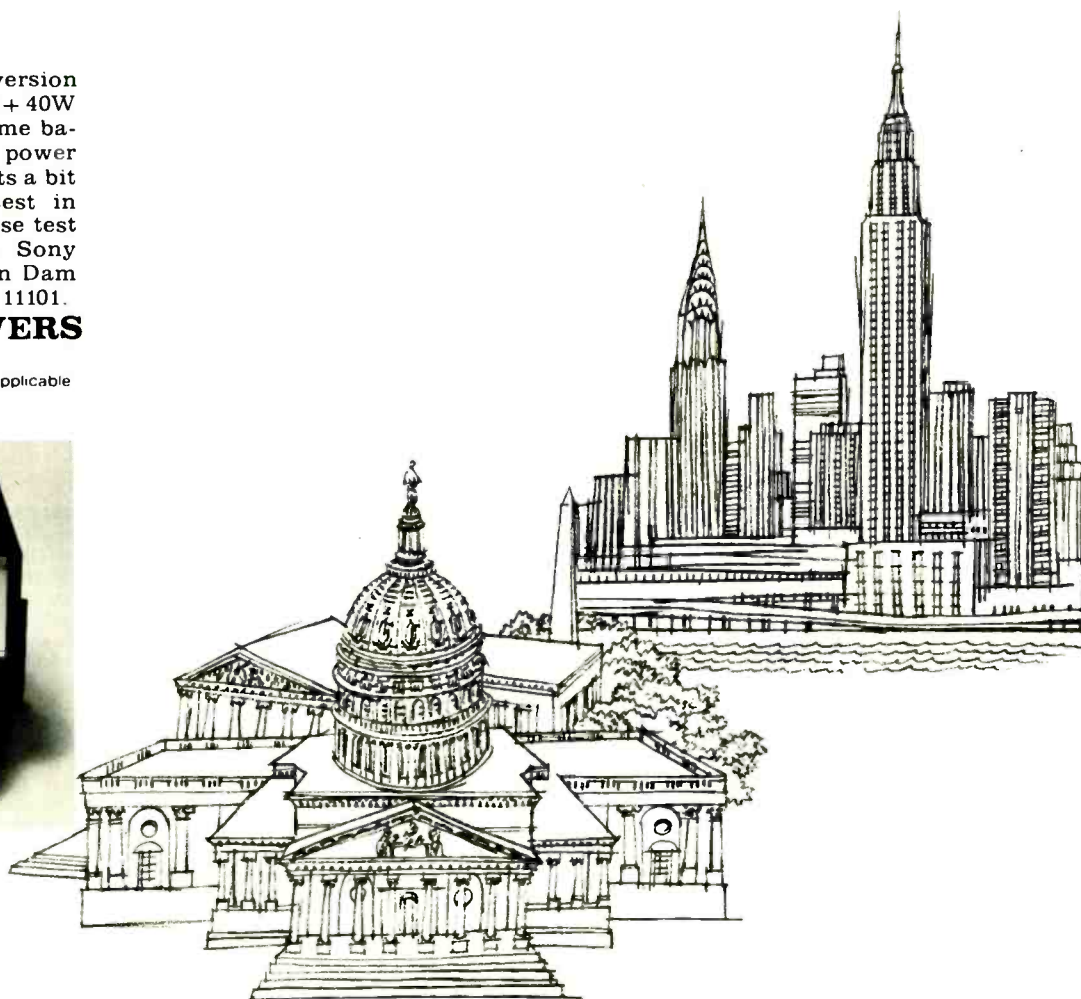 version
+ 40W
me ba-
power
ts a bit
est in
se test
Sony
n Dam
11101.
VERS
pplicable